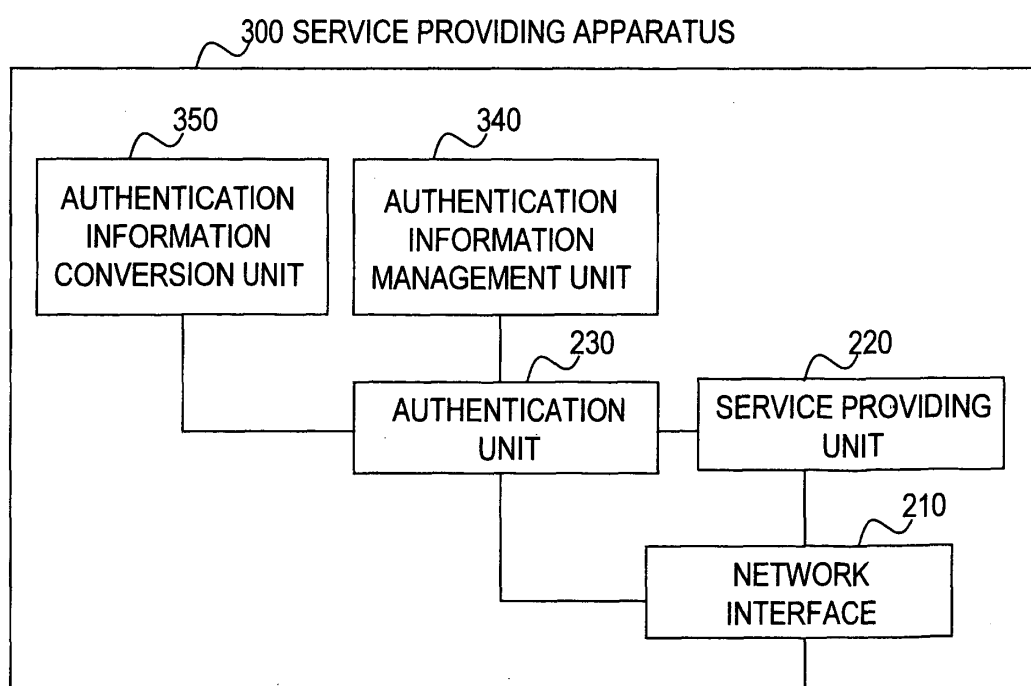 300 SERVICE PROVIDING APPARATUS
350
340
AUTHENTICATION
INFORMATION
CONVERSION UNIT
AUTHENTICATION
INFORMATION
MANAGEMENT UNIT
230
220
AUTHENTICATION
UNIT
SERVICE PROVIDING
UNIT
210
NETWORK
INTERFACE